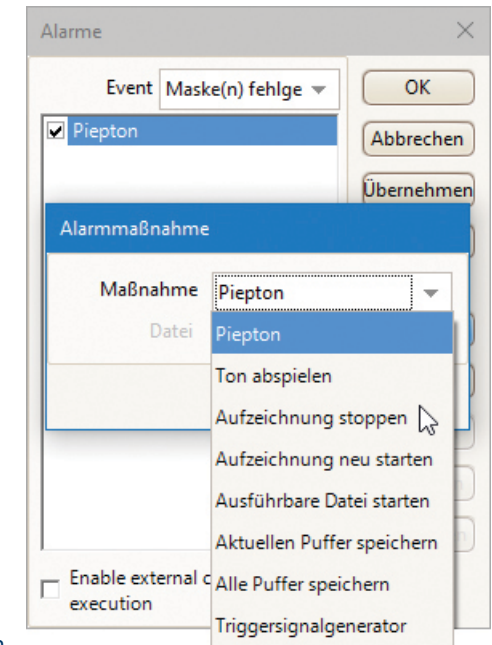 Alarme
Event Maske(n) fehlge
OK
Piepton
Abbrechen
Übernehmen
Alarmmaßnahme
Maßnahme Piepton
Datei
Piepton
Ton abspielen
Aufzeichnung stoppen
Aufzeichnung neu starten
Ausführbare Datei starten
Aktuellen Puffer speichern
Alle Puffer speichern
Triggersignalgenerator
Enable external c
execution